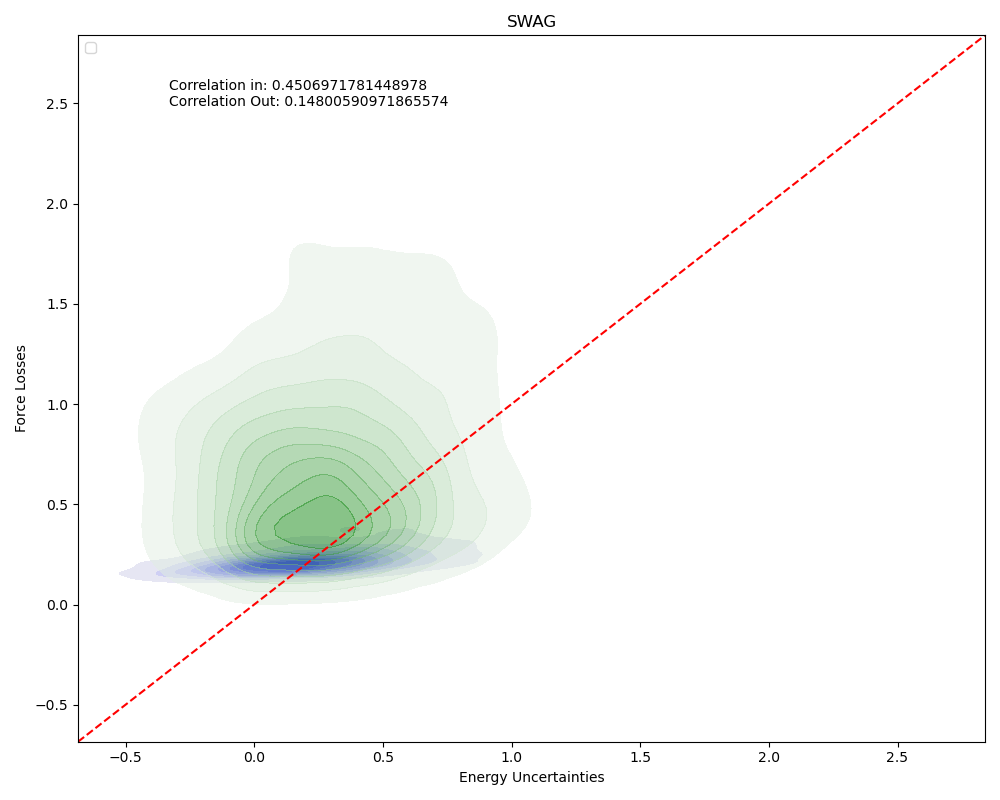 SWAG
Correlation in: 0.4506971781448978
Correlation Out: 0.14800590971865574
2.5
2.0
1.5
1.0
0.5
0.0
−0.5
Force Losses
−0.5 0.0 0.5 1.0 1.5 2.0 2.5
Energy Uncertainties